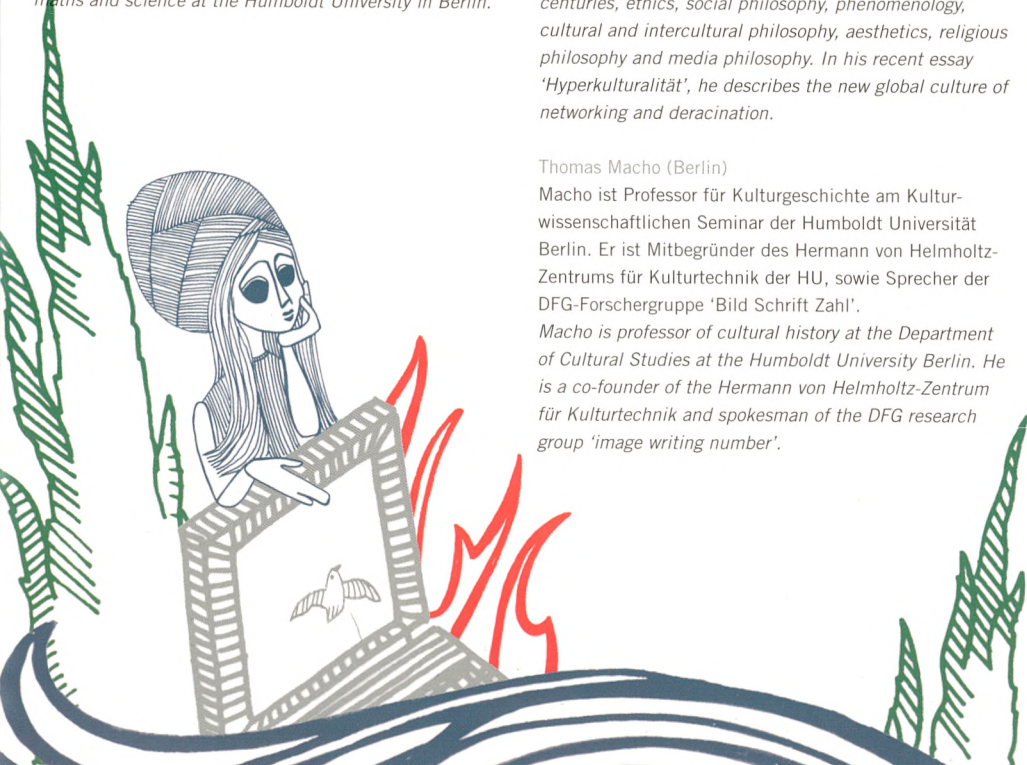 maths and science at the Humboldt University in Berlin.
centuries, ethics, social philosophy, phenomenology,
cultural and intercultural philosophy, aesthetics, religious
philosophy and media philosophy. In his recent essay
‘Hyperkulturalität’, he describes the new global culture of
networking and deracination.
Thomas Macho (Berlin)
Macho ist Professor für Kulturgeschichte am Kultur-
wissenschaftlichen Seminar der Humboldt Universität
Berlin. Er ist Mitbegründer des Hermann von Helmholtz-
Zentrums für Kulturtechnik der HU, sowie Sprecher der
DFG-Forschergruppe ‘Bild Schrift Zahl’.
Macho is professor of cultural history at the Department
of Cultural Studies at the Humboldt University Berlin. He
is a co-founder of the Hermann von Helmholtz-Zentrum
für Kulturtechnik and spokesman of the DFG research
group ‘image writing number’.